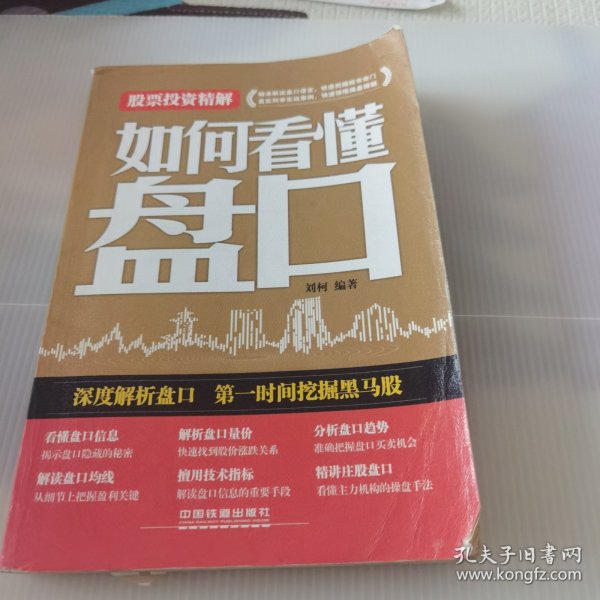 股票投资精解
如何看懂
盘口
刘柯 编著
深度解析盘口 第一时间挖掘黑马股
看懂盘口信息
揭示盘口隐藏的秘密
解析盘口量价
快速找到股价涨跌关系
分析盘口趋势
准确把握盘口买卖机会
解读盘口均线
从细节上把握盈利关键
擅用技术指标
解读盘口信息的重要手段
精讲庄股盘口
看懂主力机构的操盘手法
中国铁道出版社
CHINA RAILWAY PUBLISHING HOUSE
孔夫子旧书网
www.kongfz.com